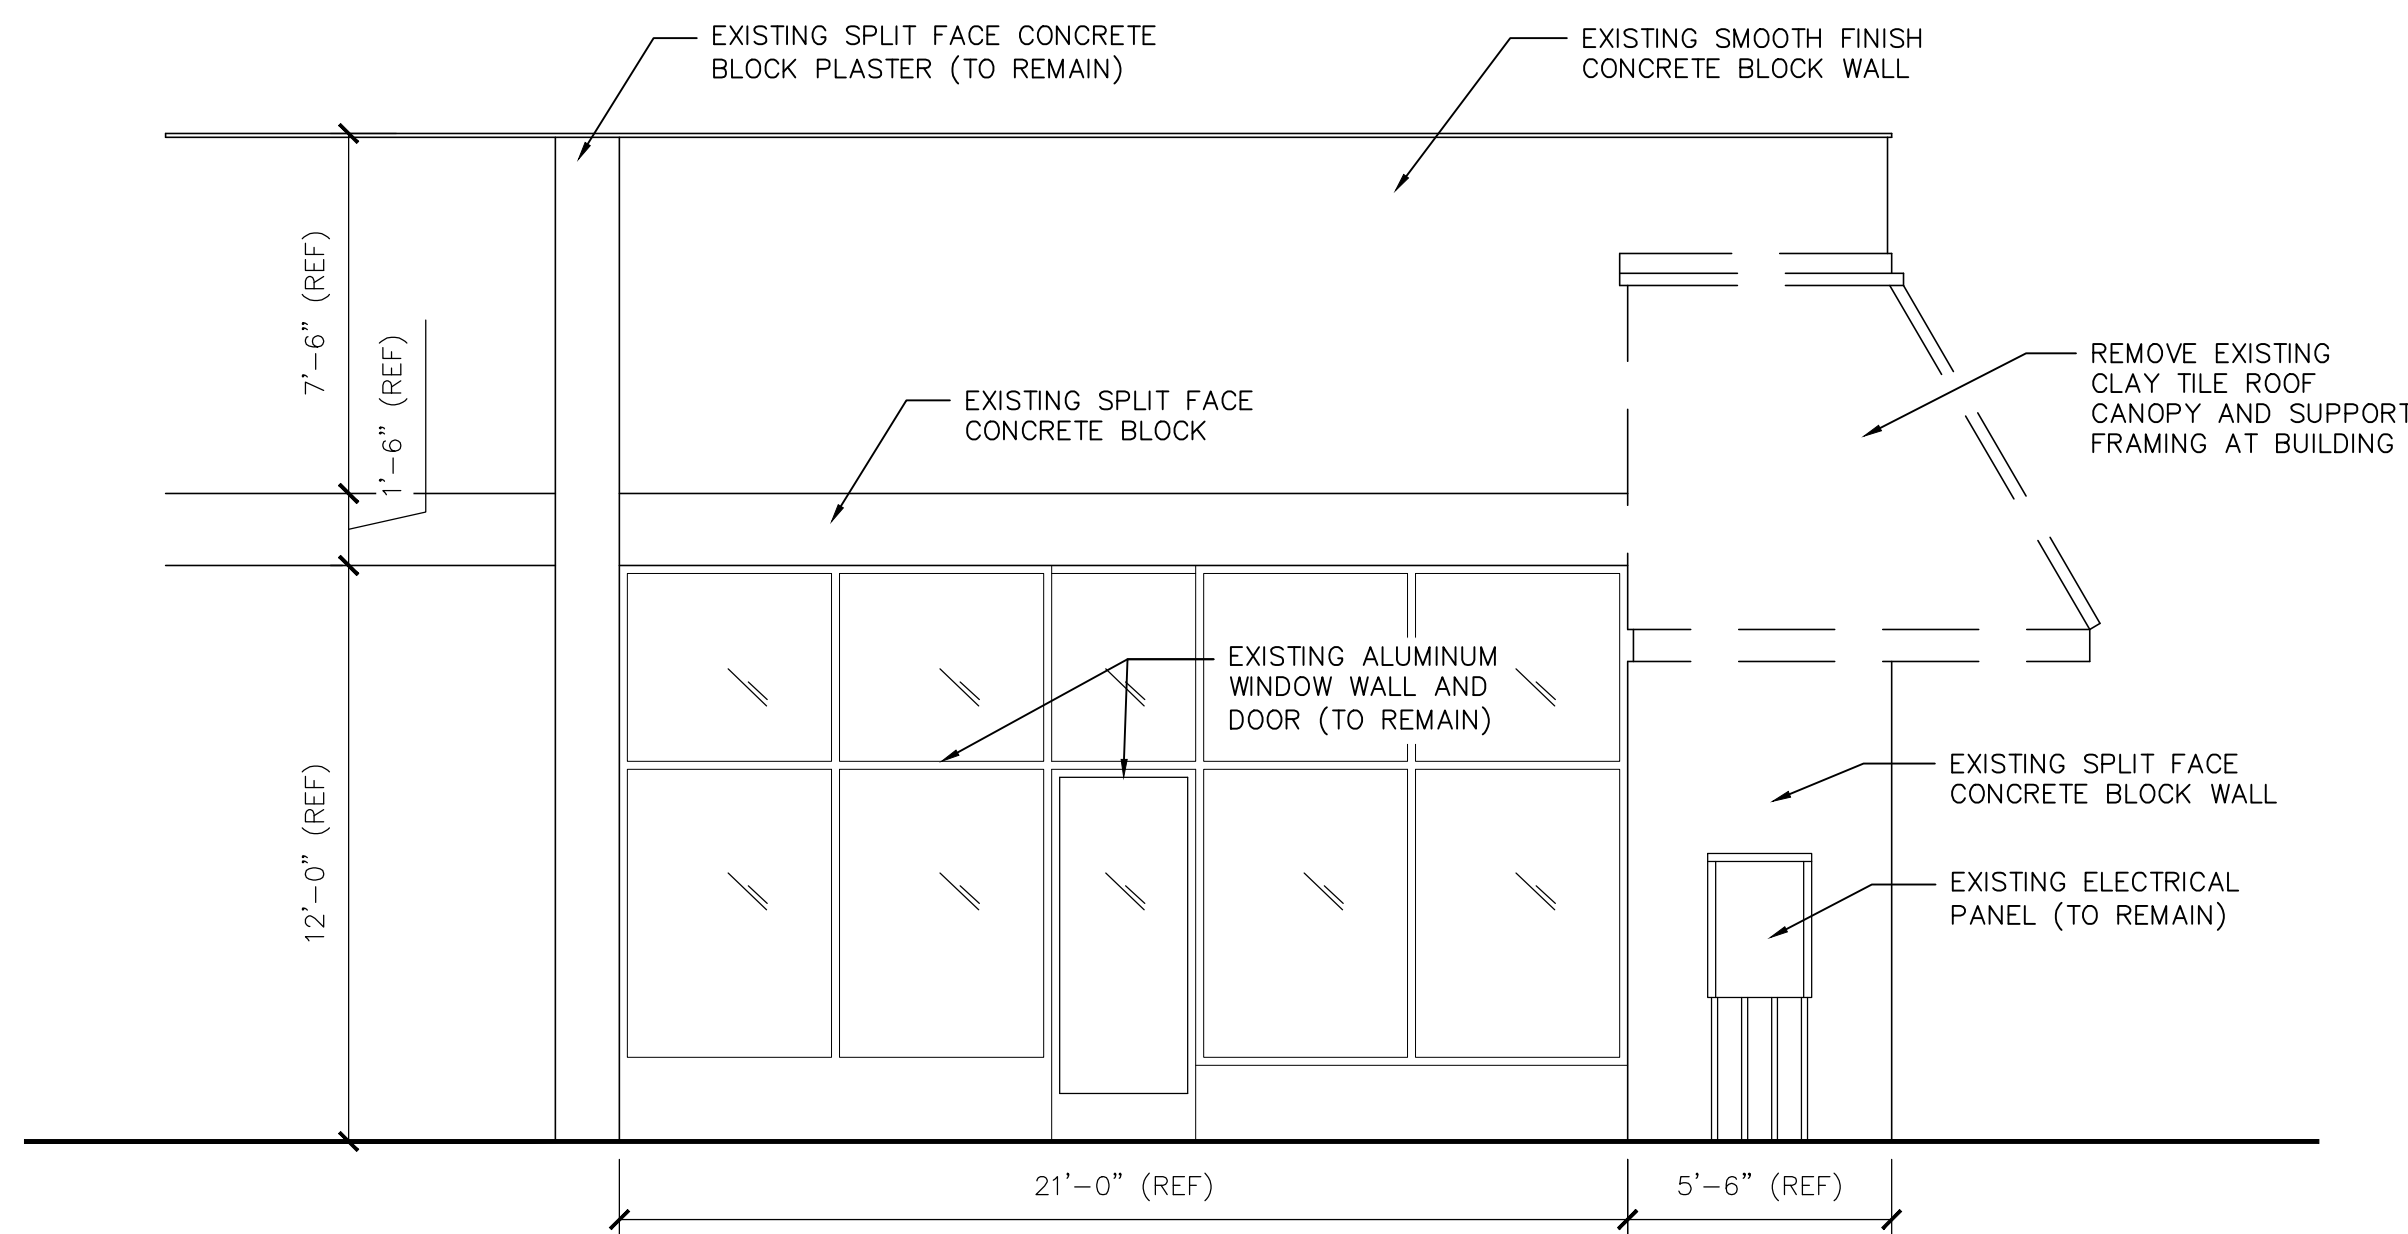 EXISTING SPLIT FACE CONCRETE
BLOCK PLASTER (TO REMAIN)
EXISTING SMOOTH FINISH
CONCRETE BLOCK WALL
7'-6" (REF)
1'-6" (REF)
EXISTING SPLIT FACE
CONCRETE BLOCK
REMOVE EXISTING
CLAY TILE ROOF
CANOPY AND SUPPORT
FRAMING AT BUILDING
EXISTING ALUMINUM
WINDOW WALL AND
DOOR (TO REMAIN)
EXISTING SPLIT FACE
CONCRETE BLOCK WALL
12'-0" (REF)
EXISTING ELECTRICAL
PANEL (TO REMAIN)
21'-0" (REF)
5'-6" (REF)